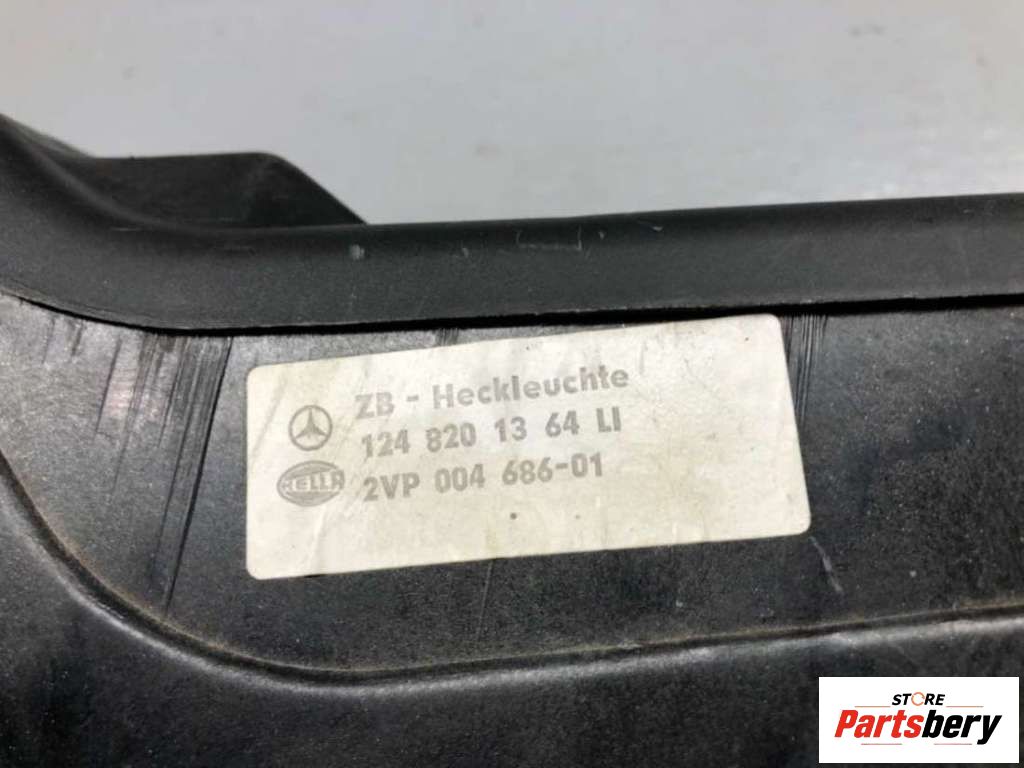 ZB - Heckleuchte
124 820 13 64 LI
HELLA
2VP 004 686-01
STORE
Partsbery